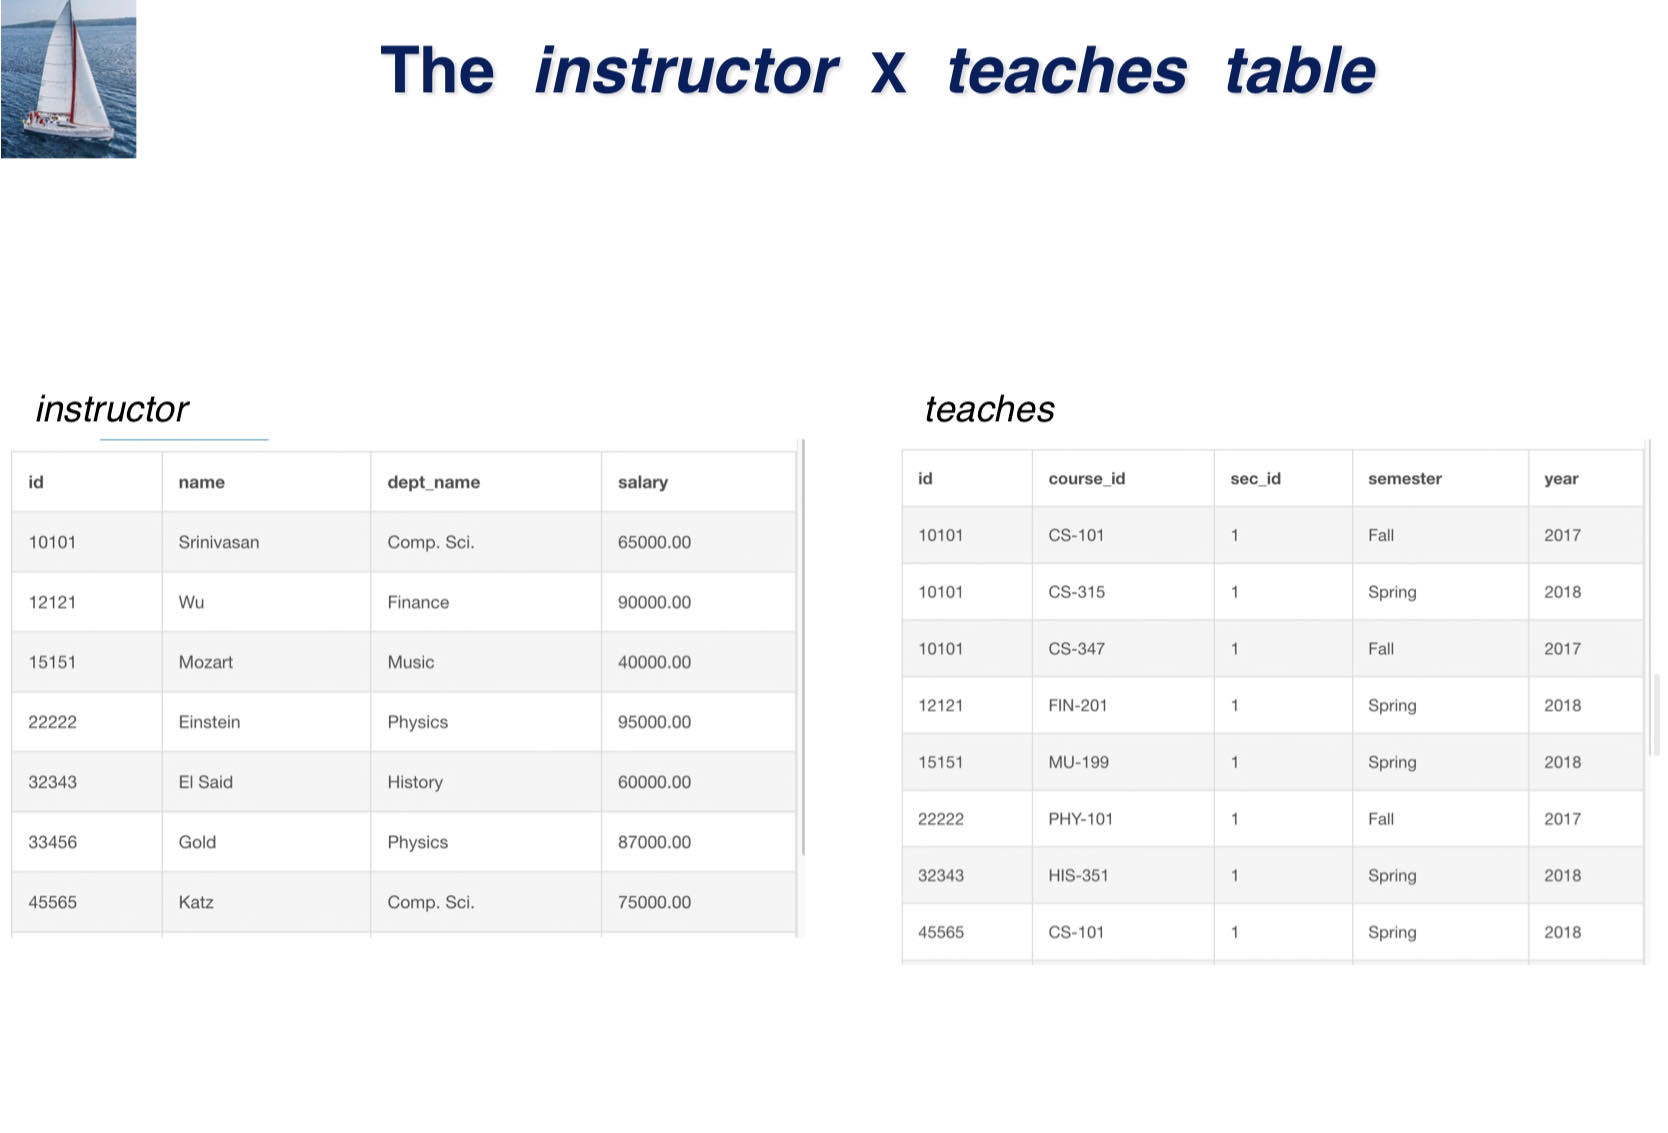 The instructor X teaches table
instructor
id name dept_name salary
10101 Srinivasan Comp. Sci. 65000.00
12121 Wu Finance 90000.00
15151 Mozart Music 40000.00
22222 Einstein Physics 95000.00
32343 El Said History 60000.00
33456 Gold Physics 87000.00
45565 Katz Comp. Sci. 75000.00
teaches
id course_id sec_id semester year
10101 CS-101 1 Fall 2017
10101 CS-315 1 Spring 2018
10101 CS-347 1 Fall 2017
12121 FIN-201 1 Spring 2018
15151 MU-199 1 Spring 2018
22222 PHY-101 1 Fall 2017
32343 HIS-351 1 Spring 2018
45565 CS-101 1 Spring 2018